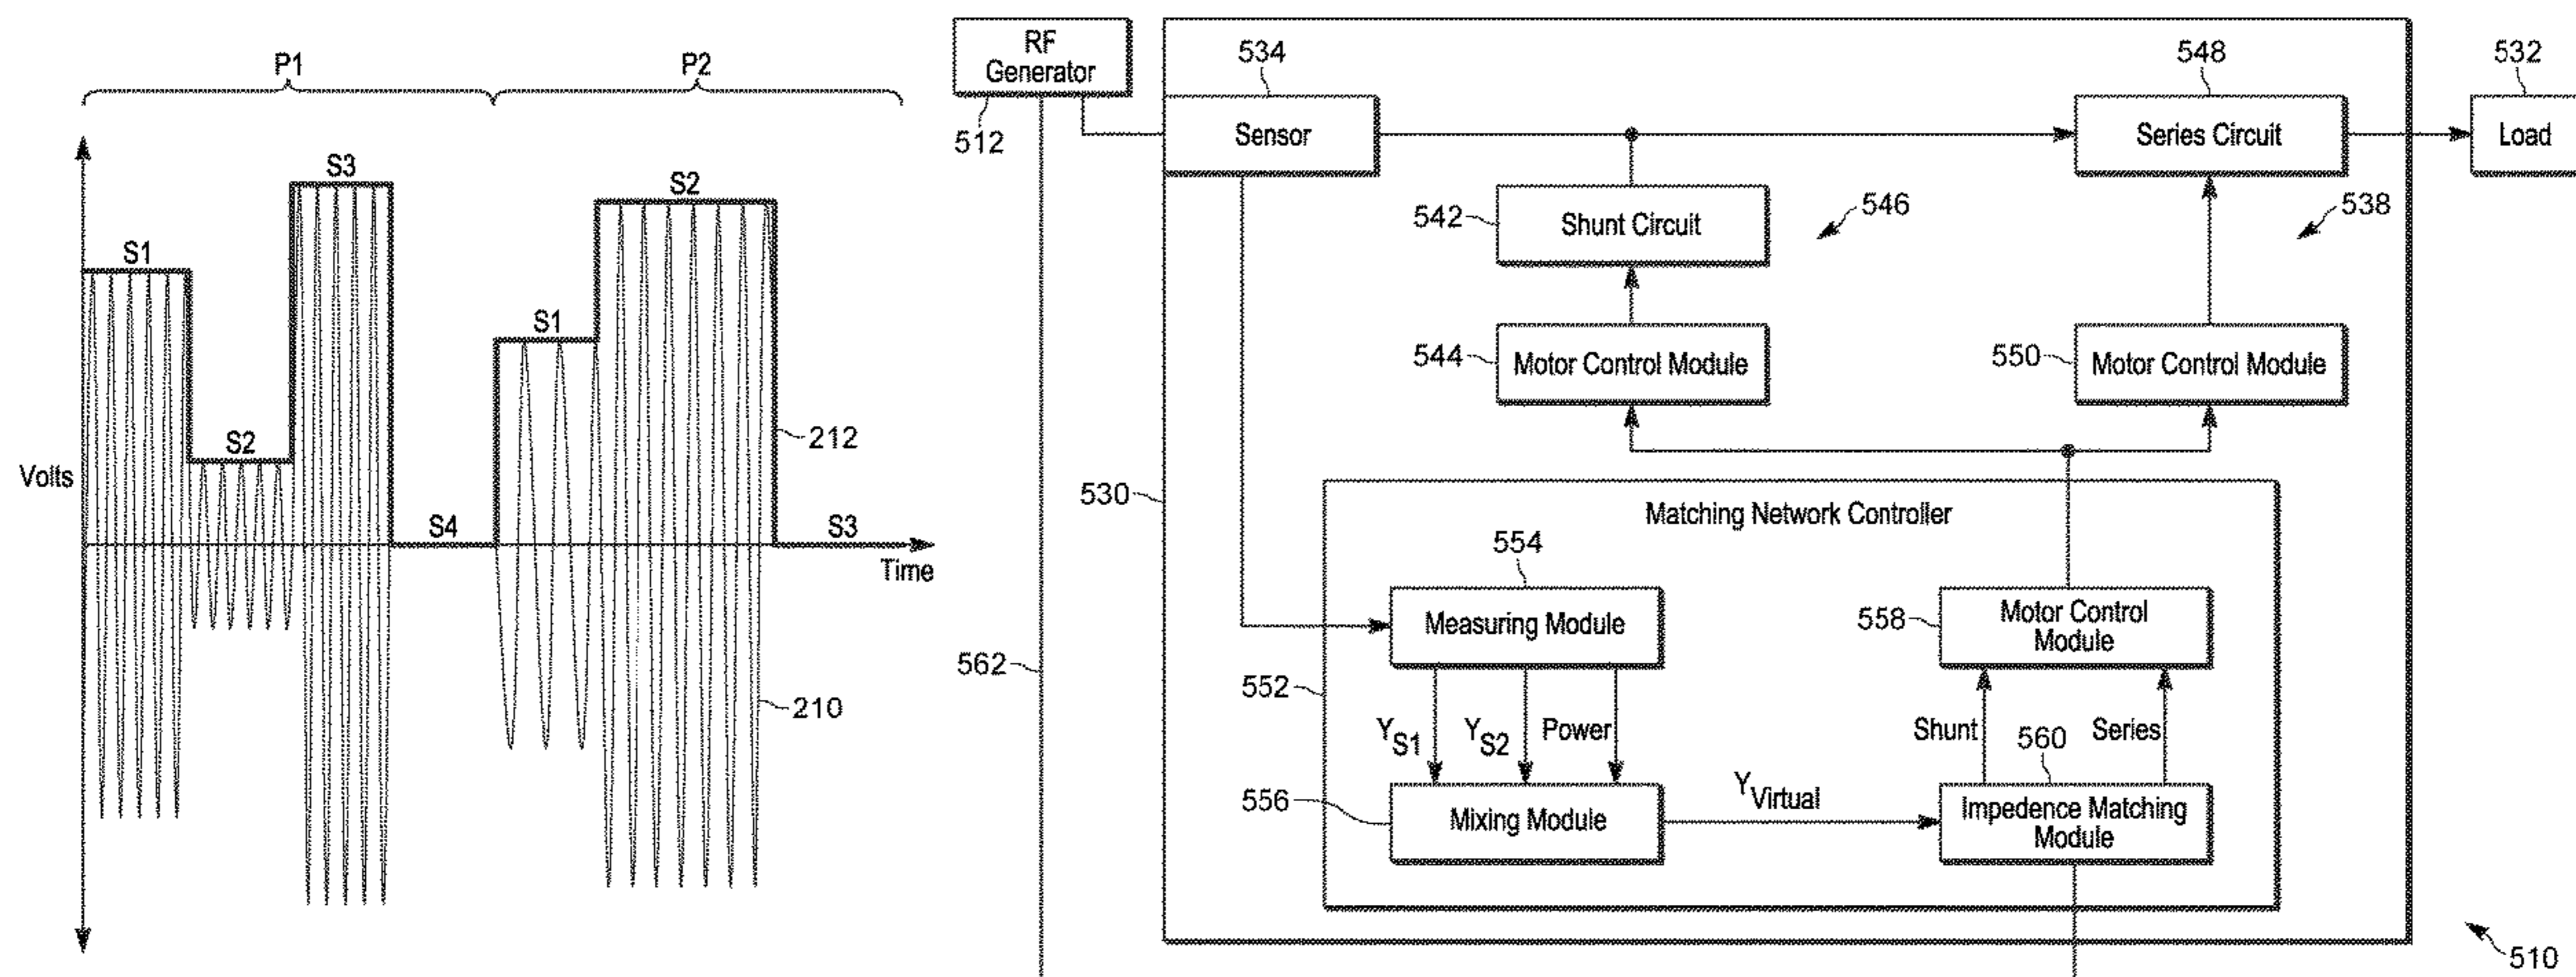 P1
P2
S3
S2
S1
S1
S2
212
Volts
S4
S3
Time
210
RF
Generator
512
534
Sensor
548
Series Circuit
532
Load
542
Shunt Circuit
546
538
544
Motor Control Module
550
Motor Control Module
530
Matching Network Controller
554
Measuring Module
558
Motor Control
Module
562
552
YS1
YS2
Power
Shunt
Series
560
556
Mixing Module
YVirtual
Impedence Matching
Module
510